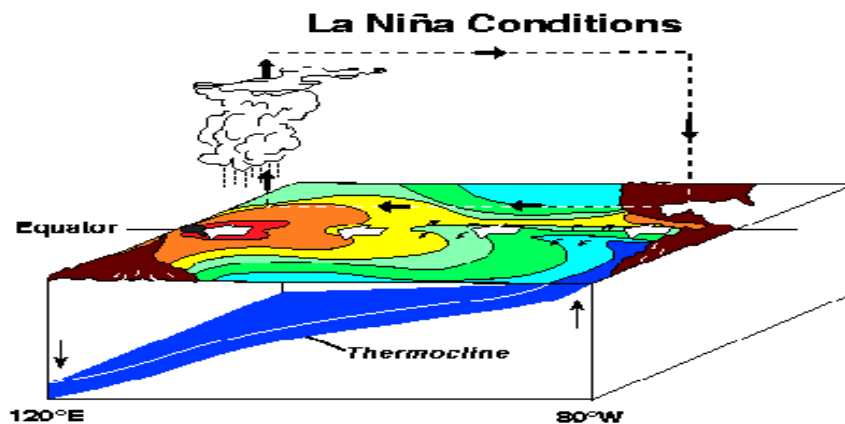 La Niña Conditions
Equator
Thermocline
120°E
80°W